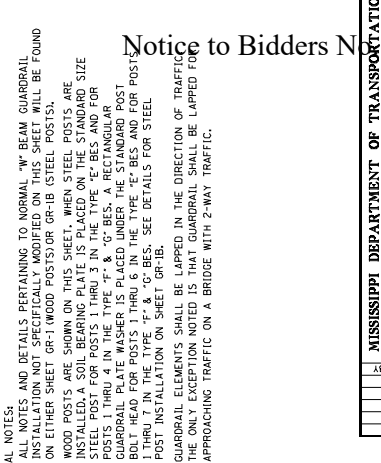 Notice to Bidders No
AL NOTES:
ALL NOTES AND DETAILS PERTAINING TO NORMAL "W" BEAM GUARDRAIL
INSTALLATION NOT SPECIFICALLY MODIFIED ON THIS SHEET WILL BE FOUND
ON EITHER SHEET GR-1 (WOOD POSTS) OR GR-1B (STEEL POSTS).
WOOD POSTS ARE SHOWN ON THIS SHEET. WHEN STEEL POSTS ARE
INSTALLED, A SOIL BEARING PLATE IS PLACED ON THE STANDARD SIZE
STEEL POST FOR POSTS 1 THRU 3 IN THE TYPE "E" BES AND FOR
POSTS 1 THRU 4 IN THE TYPE "F" & "G" BES. A RECTANGULAR
GUARDRAIL PLATE WASHER IS PLACED UNDER THE STANDARD POST
BOLT HEAD FOR POSTS 1 THRU 6 IN THE TYPE "E" BES AND FOR POSTS
1 THRU 7 IN THE TYPE "F" & "G" BES. SEE DETAILS FOR STEEL
POST INSTALLATION ON SHEET GR-1B.
GUARDRAIL ELEMENTS SHALL BE LAPPED IN THE DIRECTION OF TRAFFIC.
THE ONLY EXCEPTION NOTED IS THAT GUARDRAIL SHALL BE LAPPED FOR
APPROACHING TRAFFIC ON A BRIDGE WITH 2-WAY TRAFFIC.
MISSISSIPPI DEPARTMENT OF TRANSPORTATIO
BY